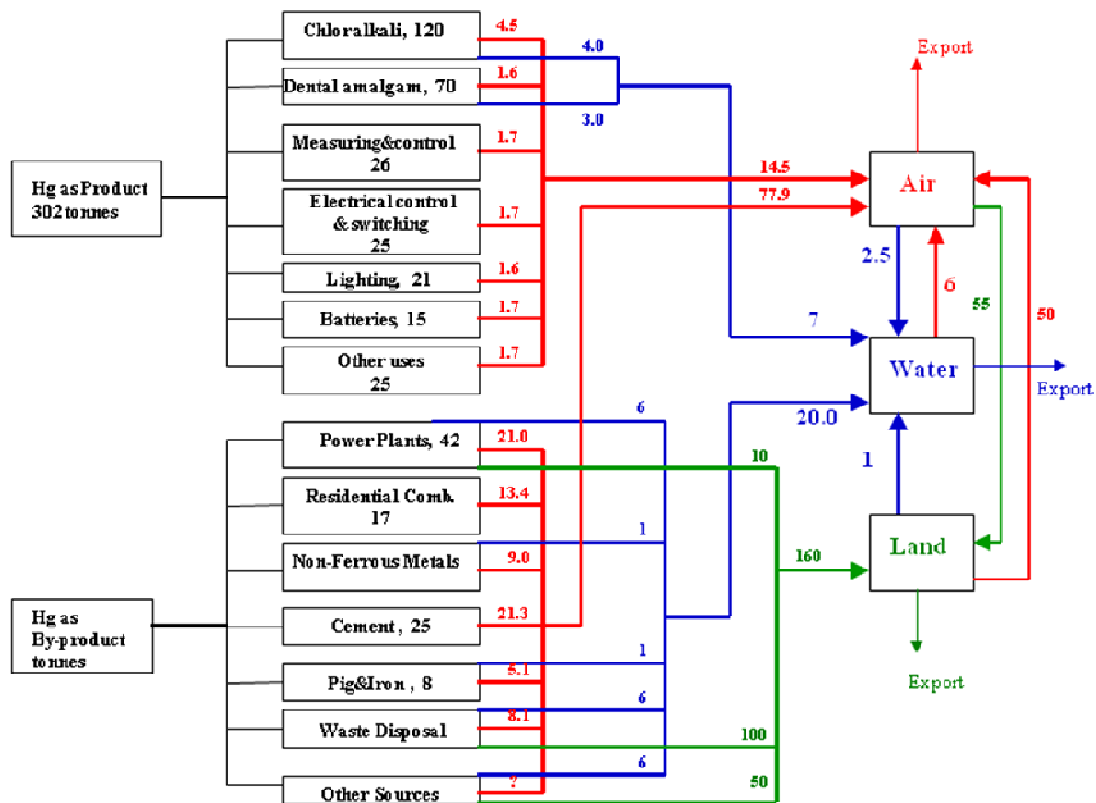 Hg as Product
302 tonnes
Chloralkali, 120
Dental amalgam, 70
Measuring&control
26
Electrical control
& switching
25
Lighting, 21
Batteries, 15
Other uses
25
4.5
1.6
1.7
1.7
1.6
1.7
1.7
4.0
3.0
14.5
77.9
7
20.0
Hg as
By-product
tonnes
Power Plants, 42
Residential Comb.
17
Non-Ferrous Metals
Cement, 25
Pig&Iron, 8
Waste Disposal
Other Sources
21.0
13.4
9.0
21.3
5.1
8.1
?
6
1
1
6
6
10
100
50
160
Export
Air
2.5
6
55
50
Water
Export
1
Land
Export